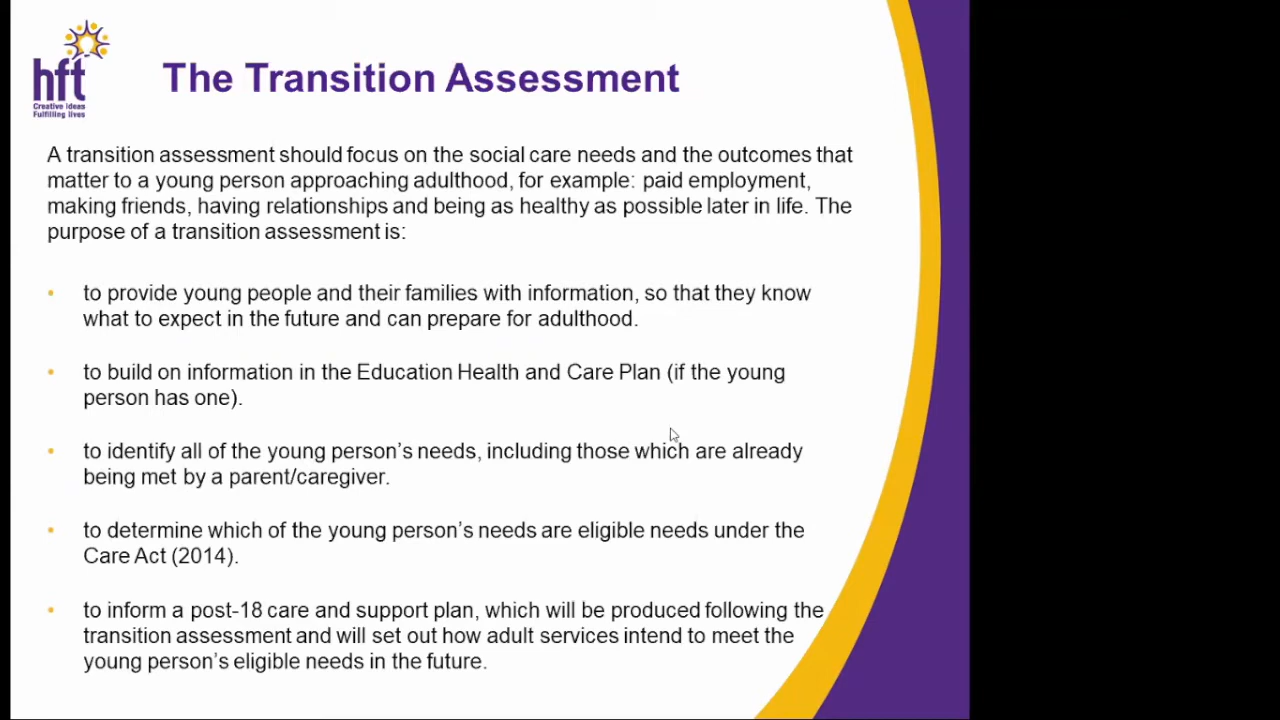 hft
Creative Ideas
Fulfilling lives
The Transition Assessment
A transition assessment should focus on the social care needs and the outcomes that
matter to a young person approaching adulthood, for example: paid employment,
making friends, having relationships and being as healthy as possible later in life. The
purpose of a transition assessment is:
• to provide young people and their families with information, so that they know
what to expect in the future and can prepare for adulthood.
• to build on information in the Education Health and Care Plan (if the young
person has one).
• to identify all of the young person’s needs, including those which are already
being met by a parent/caregiver.
• to determine which of the young person’s needs are eligible needs under the
Care Act (2014).
• to inform a post-18 care and support plan, which will be produced following the
transition assessment and will set out how adult services intend to meet the
young person’s eligible needs in the future.